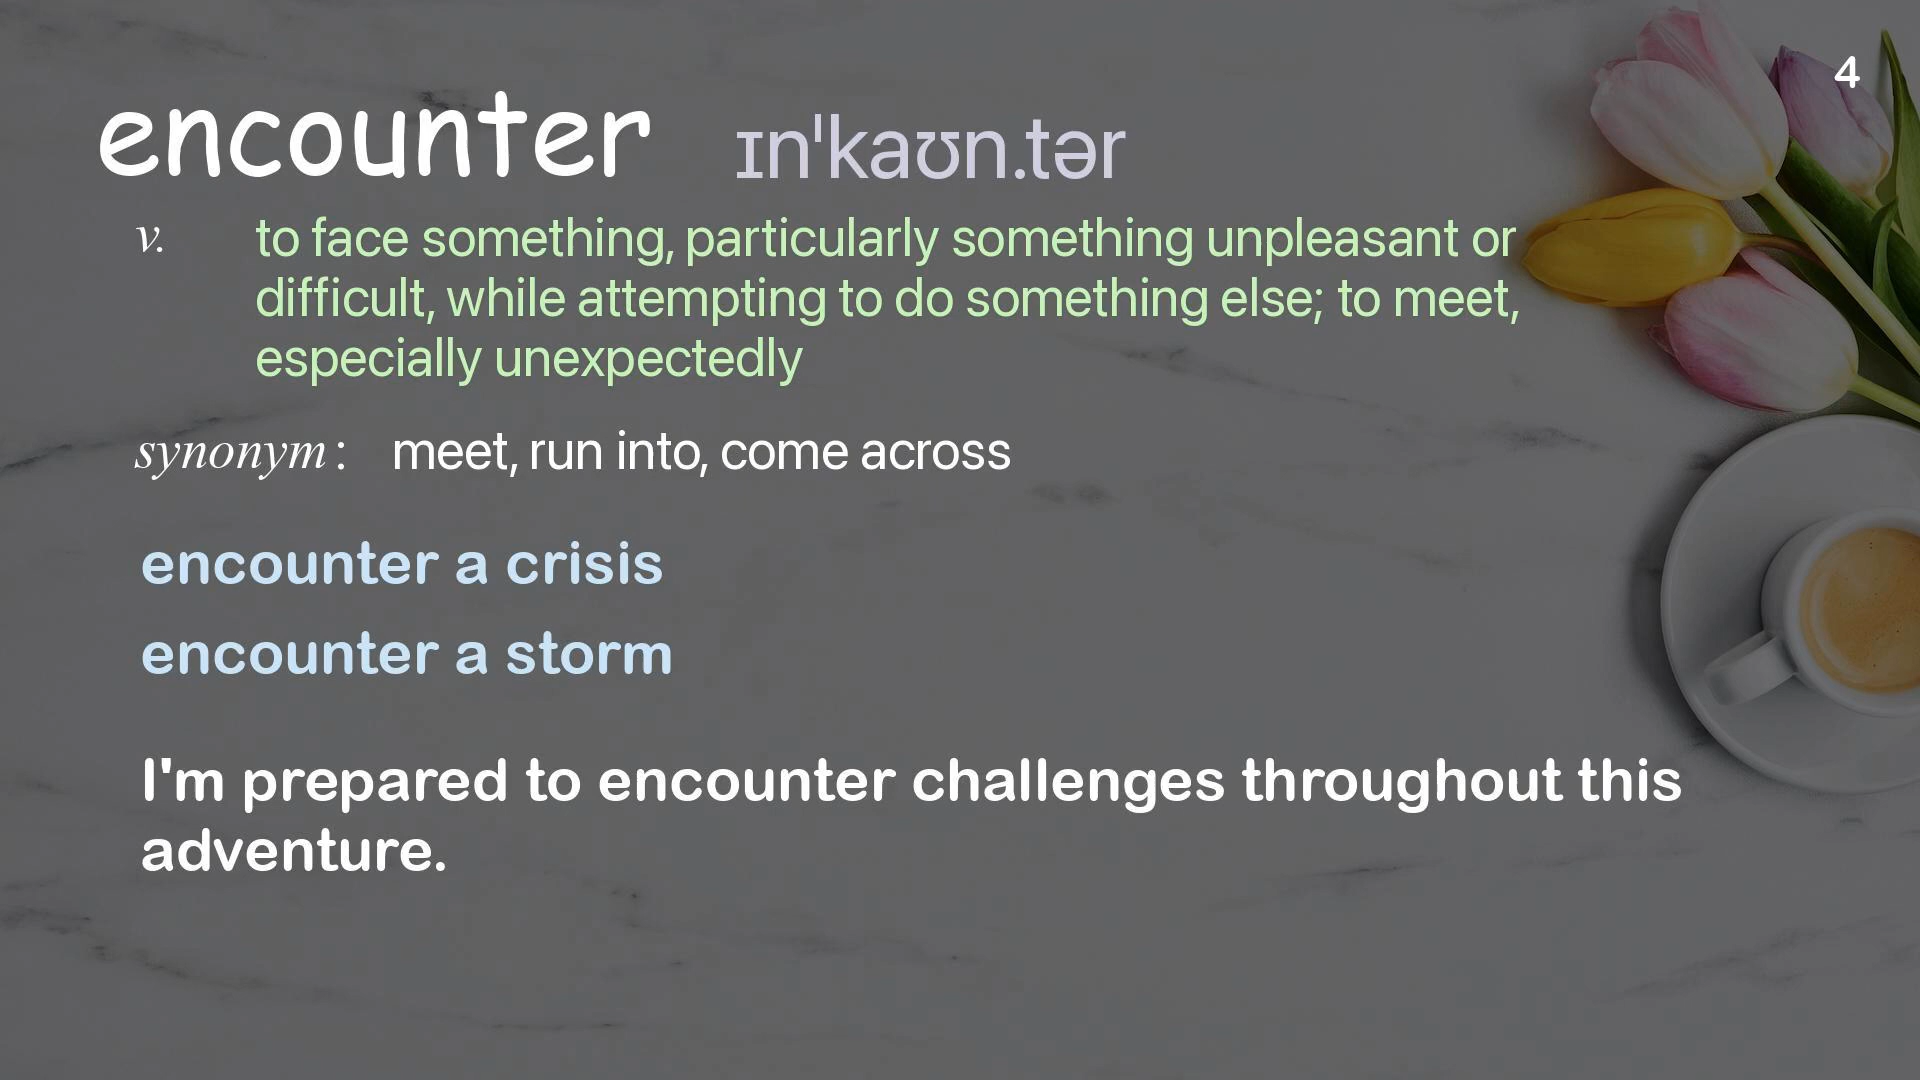 4
encounter ɪnˈkaʊn.tər
v. to face something, particularly something unpleasant or
difficult, while attempting to do something else; to meet,
especially unexpectedly
synonym: meet, run into, come across
encounter a crisis
encounter a storm
I'm prepared to encounter challenges throughout this
adventure.